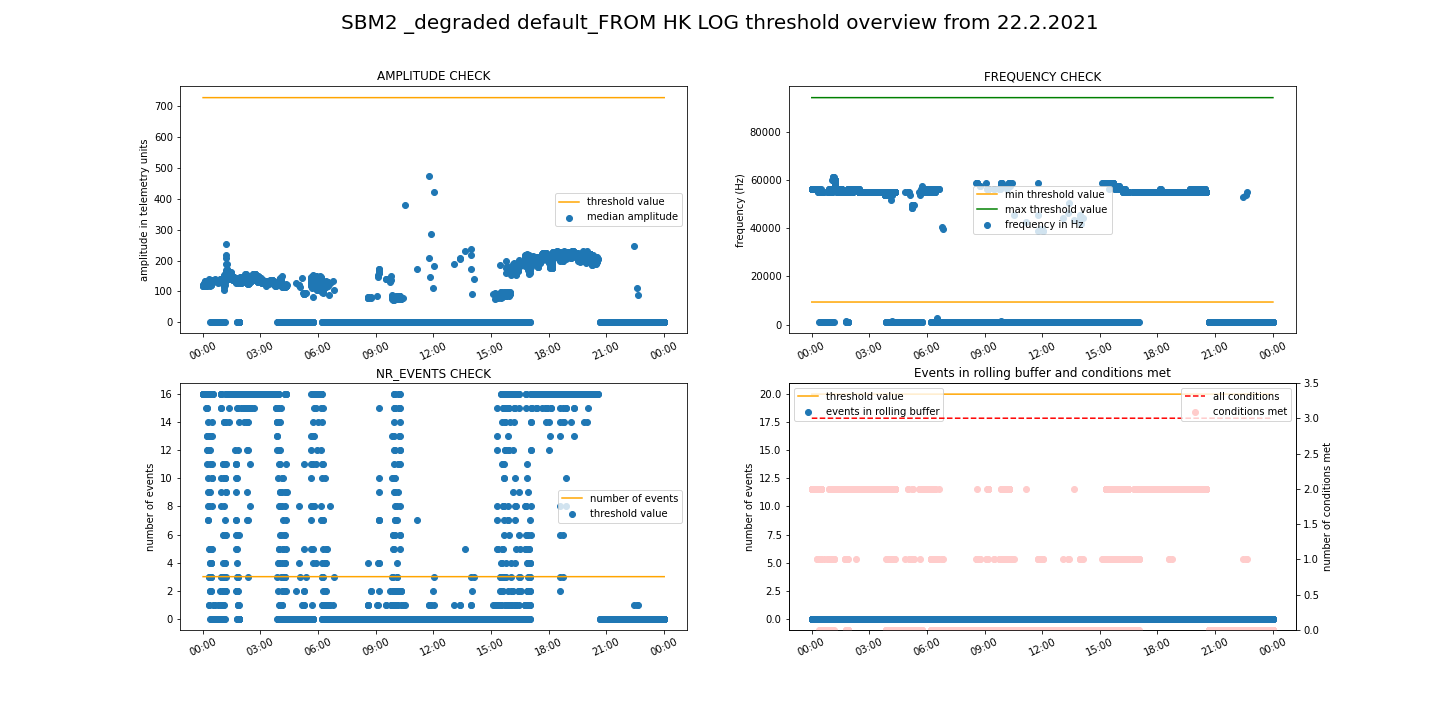 SBM2 _degraded default_FROM HK LOG threshold overview from 22.2.2021
AMPLITUDE CHECK
amplitude in telemetry units
700
600
500
400
300
200
100
0
threshold value
median amplitude
00:00 03:00 06:00 09:00 12:00 15:00 18:00 21:00 00:00
FREQUENCY CHECK
frequency (Hz)
80000
60000
40000
20000
0
min threshold value
max threshold value
frequency in Hz
00:00 03:00 06:00 09:00 12:00 15:00 18:00 21:00 00:00
NR_EVENTS CHECK
number of events
16
14
12
10
8
6
4
2
0
number of events
threshold value
00:00 03:00 06:00 09:00 12:00 15:00 18:00 21:00 00:00
Events in rolling buffer and conditions met
number of events
20.0
17.5
15.0
12.5
10.0
7.5
5.0
2.5
0.0
threshold value
events in rolling buffer
all conditions
conditions met
3.5
3.0
2.5
2.0
1.5
1.0
0.5
0.0
number of conditions met
00:00 03:00 06:00 09:00 12:00 15:00 18:00 21:00 00:00